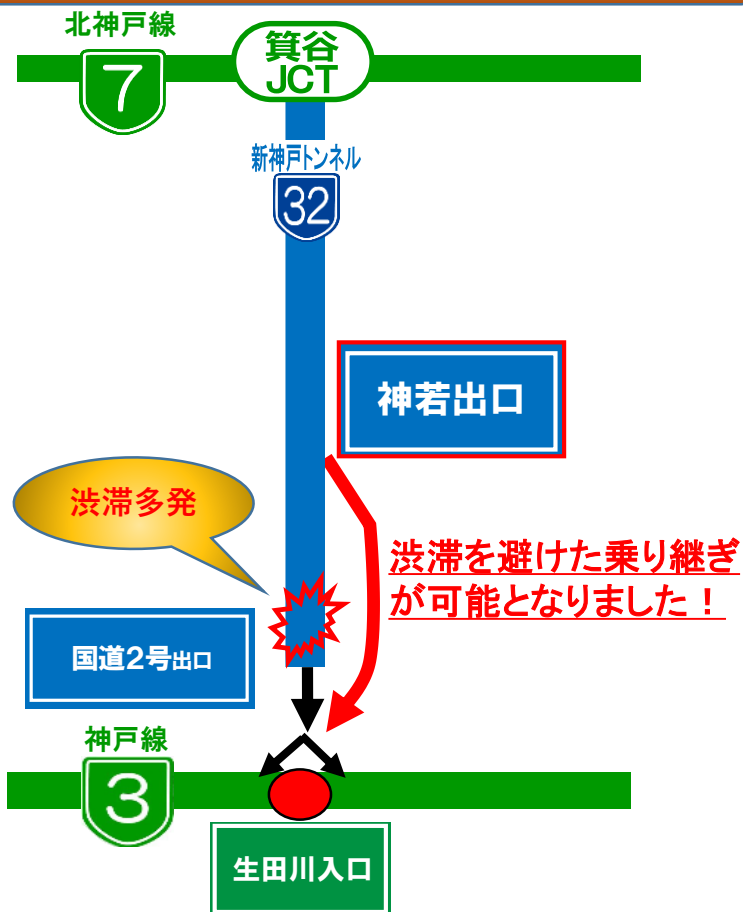 北神戸線
7
箕谷
JCT
新神戸トンネル
32
神若出口
渋滞多発
渋滞を避けた乗り継ぎ
が可能となりました！
国道2号出口
神戸線
3
生田川入口